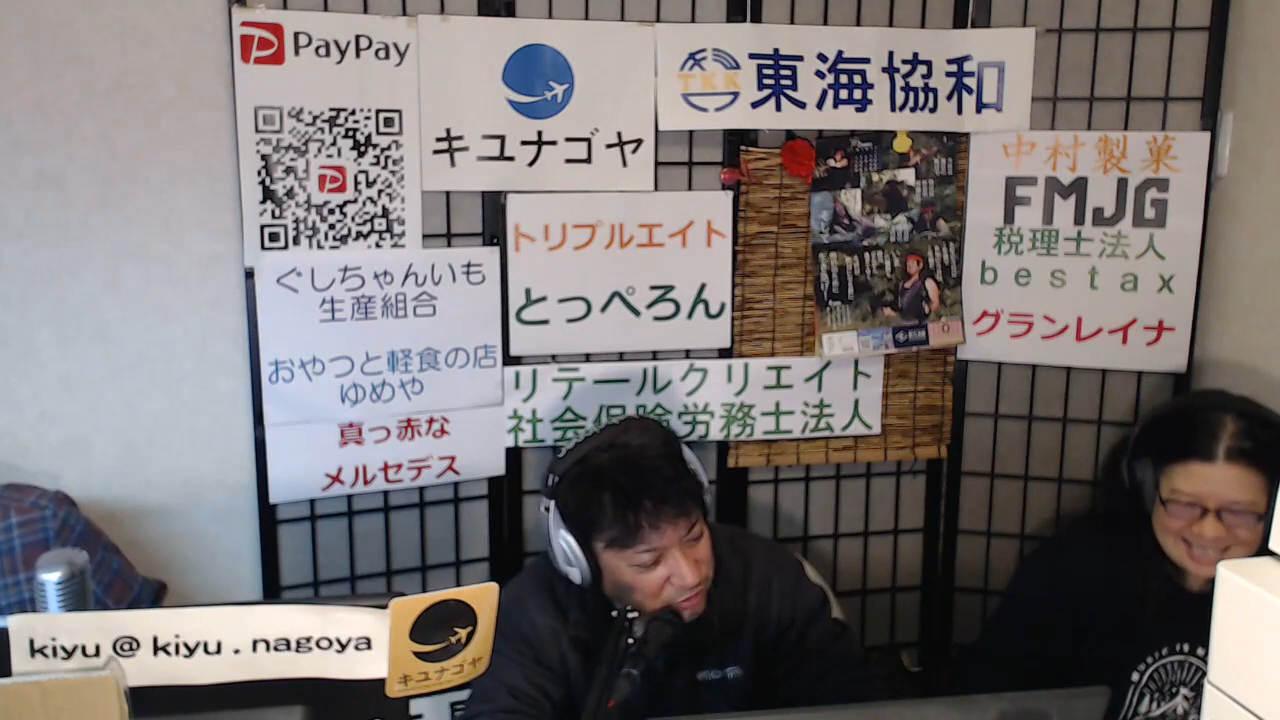 PayPay
キユナゴヤ
TKK 東海協和
ぐしちゃんいも
生産組合
おやつと軽食の店
ゆめや
真っ赤な
メルセデス
トリプルエイト
とっぺろん
リテールクリエイト
社会保険労務士法人
中村製菓
FMJG
税理士法人
bestax
グランレイナ
kiyu@kiyu.nagoya
キユナゴヤ